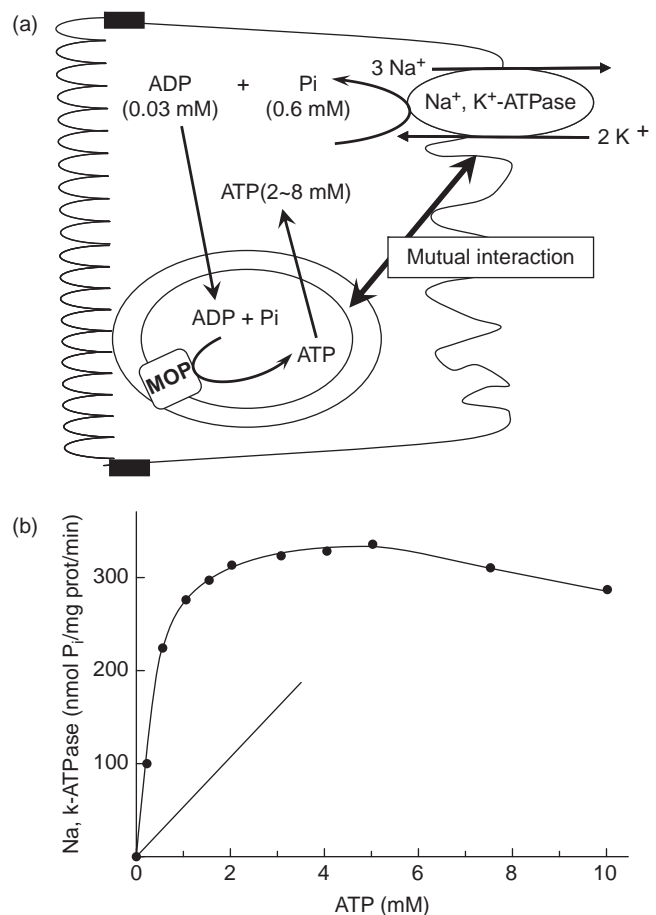 (a)
3 Na+
ADP + Pi
(0.03 mM) (0.6 mM)
Na+, K+-ATPase
2 K +
ATP(2~8 mM)
Mutual interaction
ADP + Pi
MOP
ATP
(b)
Na, k-ATPase (nmol Pi/mg prot/min)
300
200
100
0
0 2 4 6 8 10
ATP (mM)